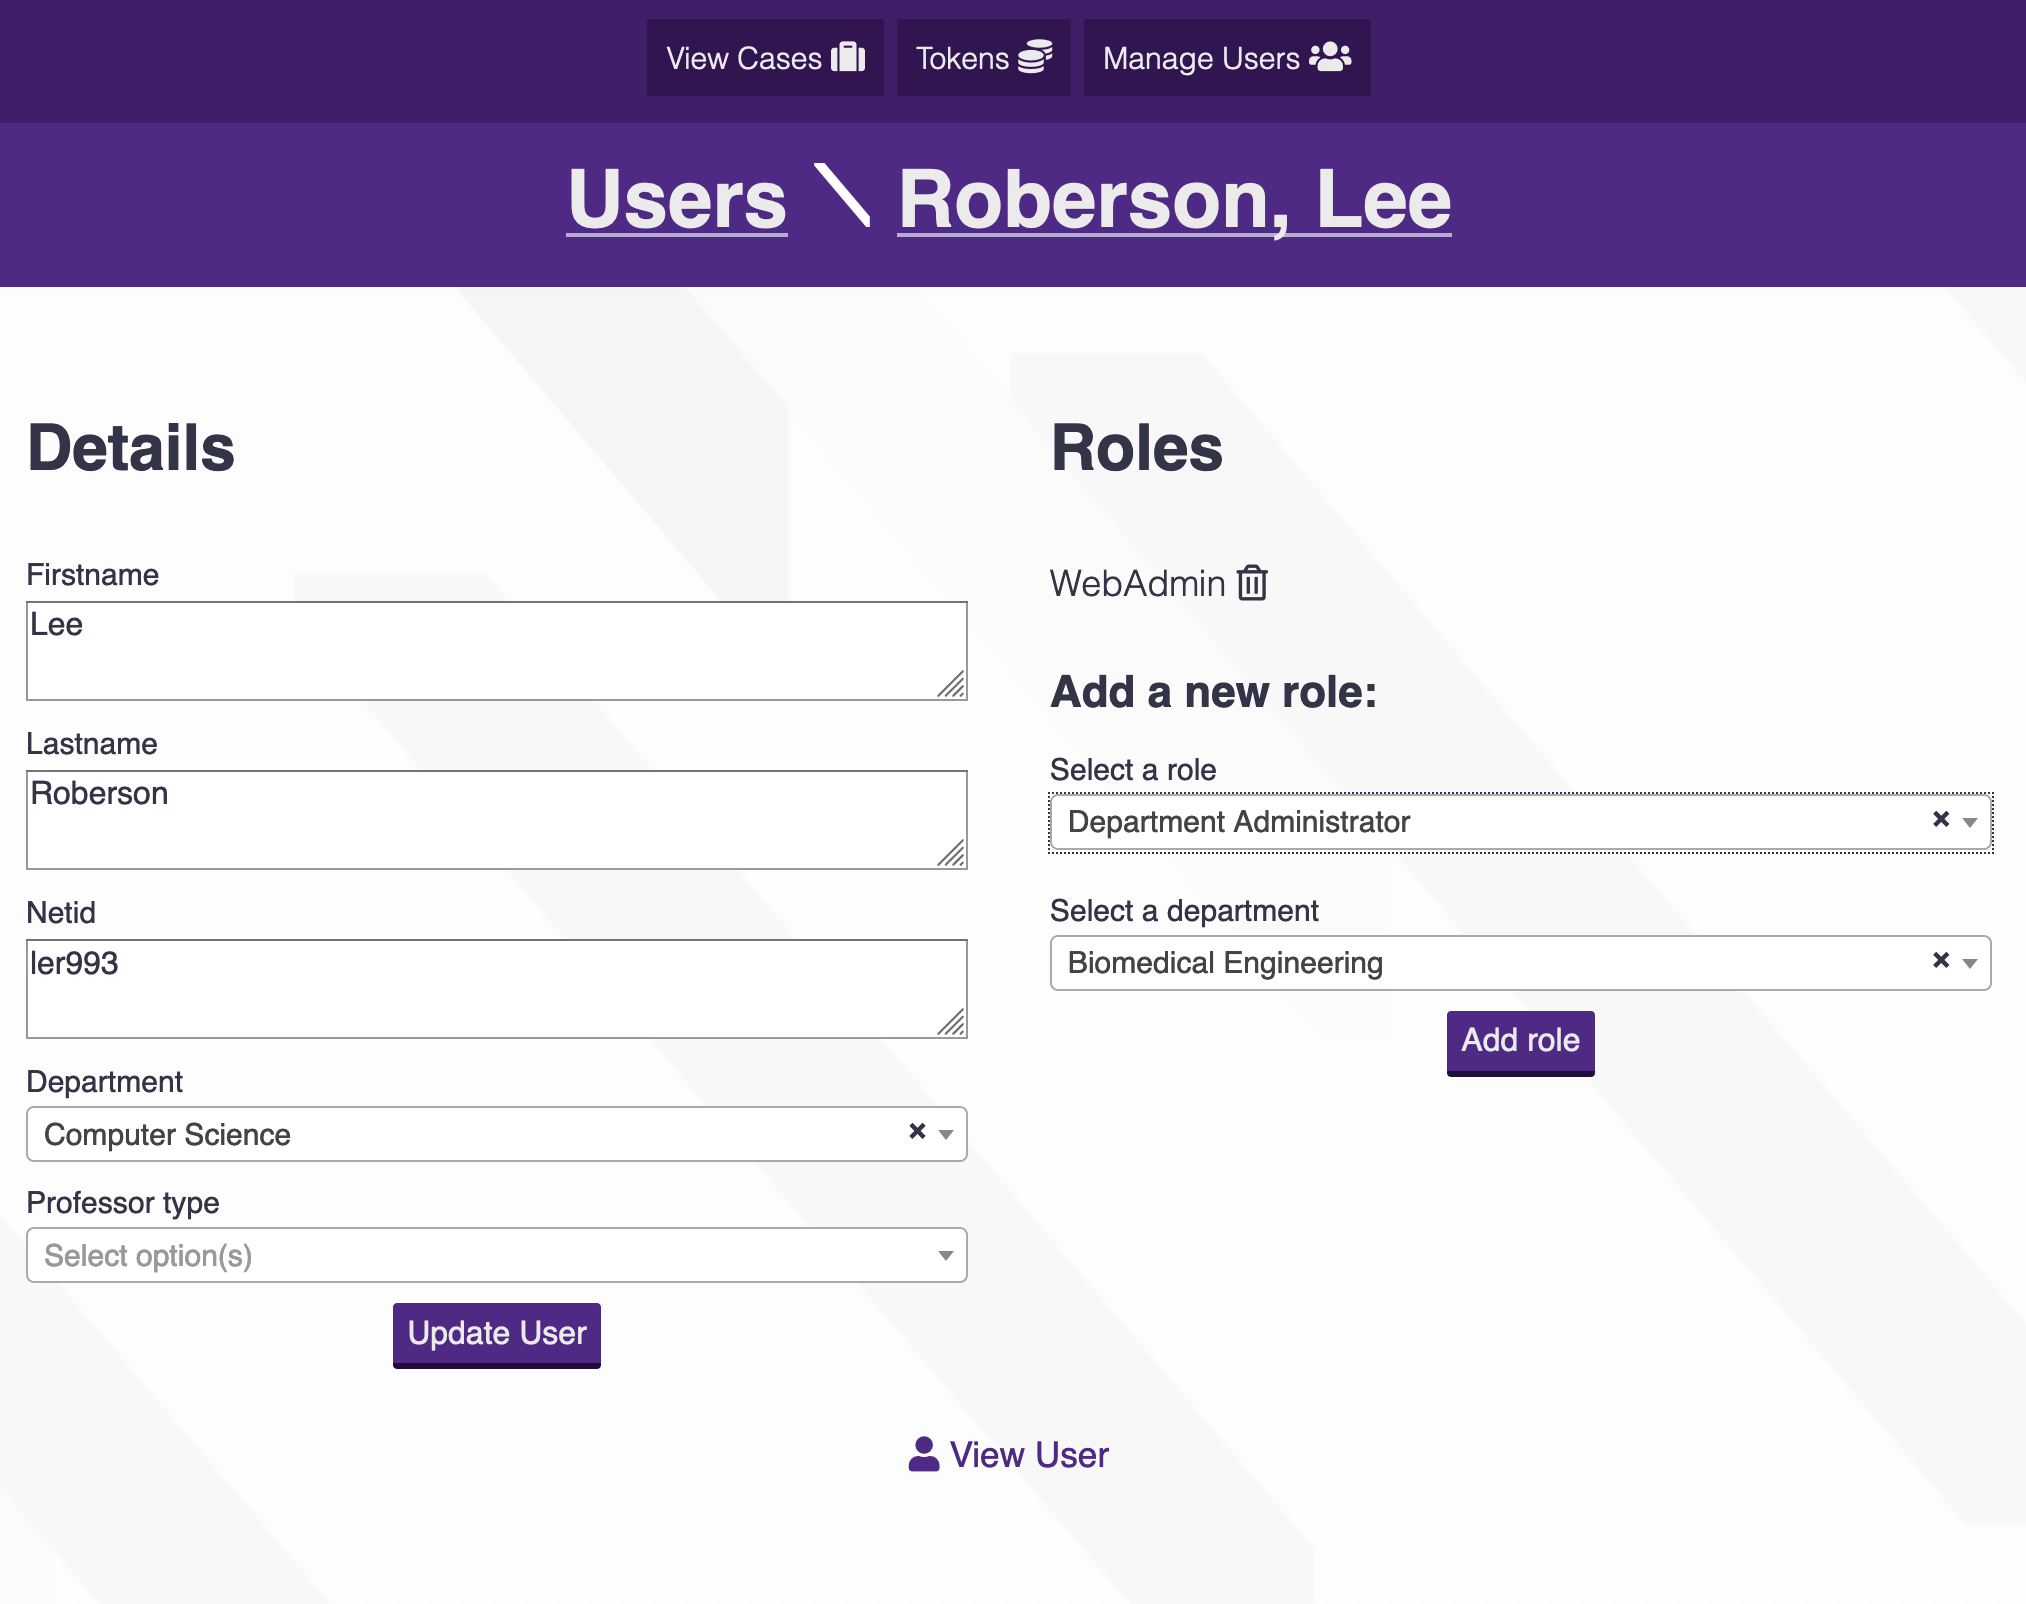 View Cases
Tokens
Manage Users
Users \ Roberson, Lee
Details
Firstname
Lee
Lastname
Roberson
Netid
ler993
Department
Computer Science
Professor type
Select option(s)
Update User
Roles
WebAdmin
Add a new role:
Select a role
Department Administrator
Select a department
Biomedical Engineering
Add role
View User